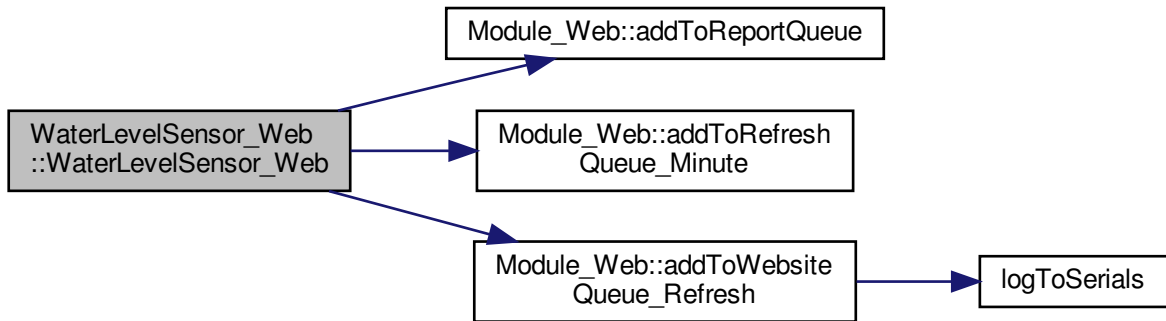 Module_Web::addToReportQueue
WaterLevelSensor_Web
::WaterLevelSensor_Web
Module_Web::addToRefresh
Queue_Minute
Module_Web::addToWebsite
Queue_Refresh
logToSerials